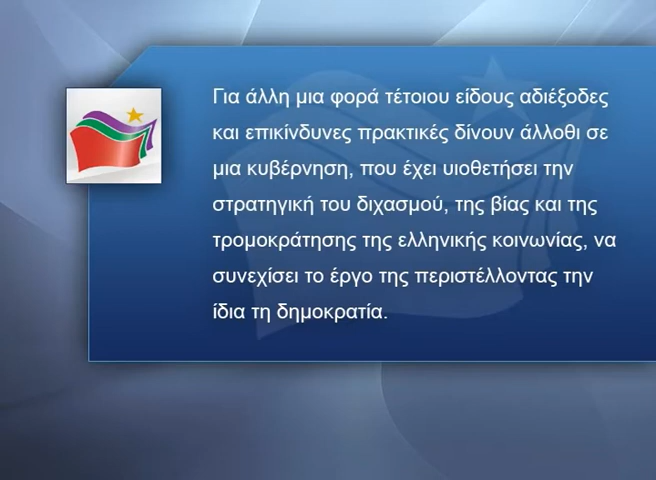 Για άλλη μια φορά τέτοιου είδους αδιέξοδες
και επικίνδυνες πρακτικές δίνουν άλλοθι σε
μια κυβέρνηση, που έχει υιοθετήσει την
στρατηγική του διχασμού, της βίας και της
τρομοκράτησης της ελληνικής κοινωνίας, να
συνεχίσει το έργο της περιστέλλοντας την
ίδια τη δημοκρατία.